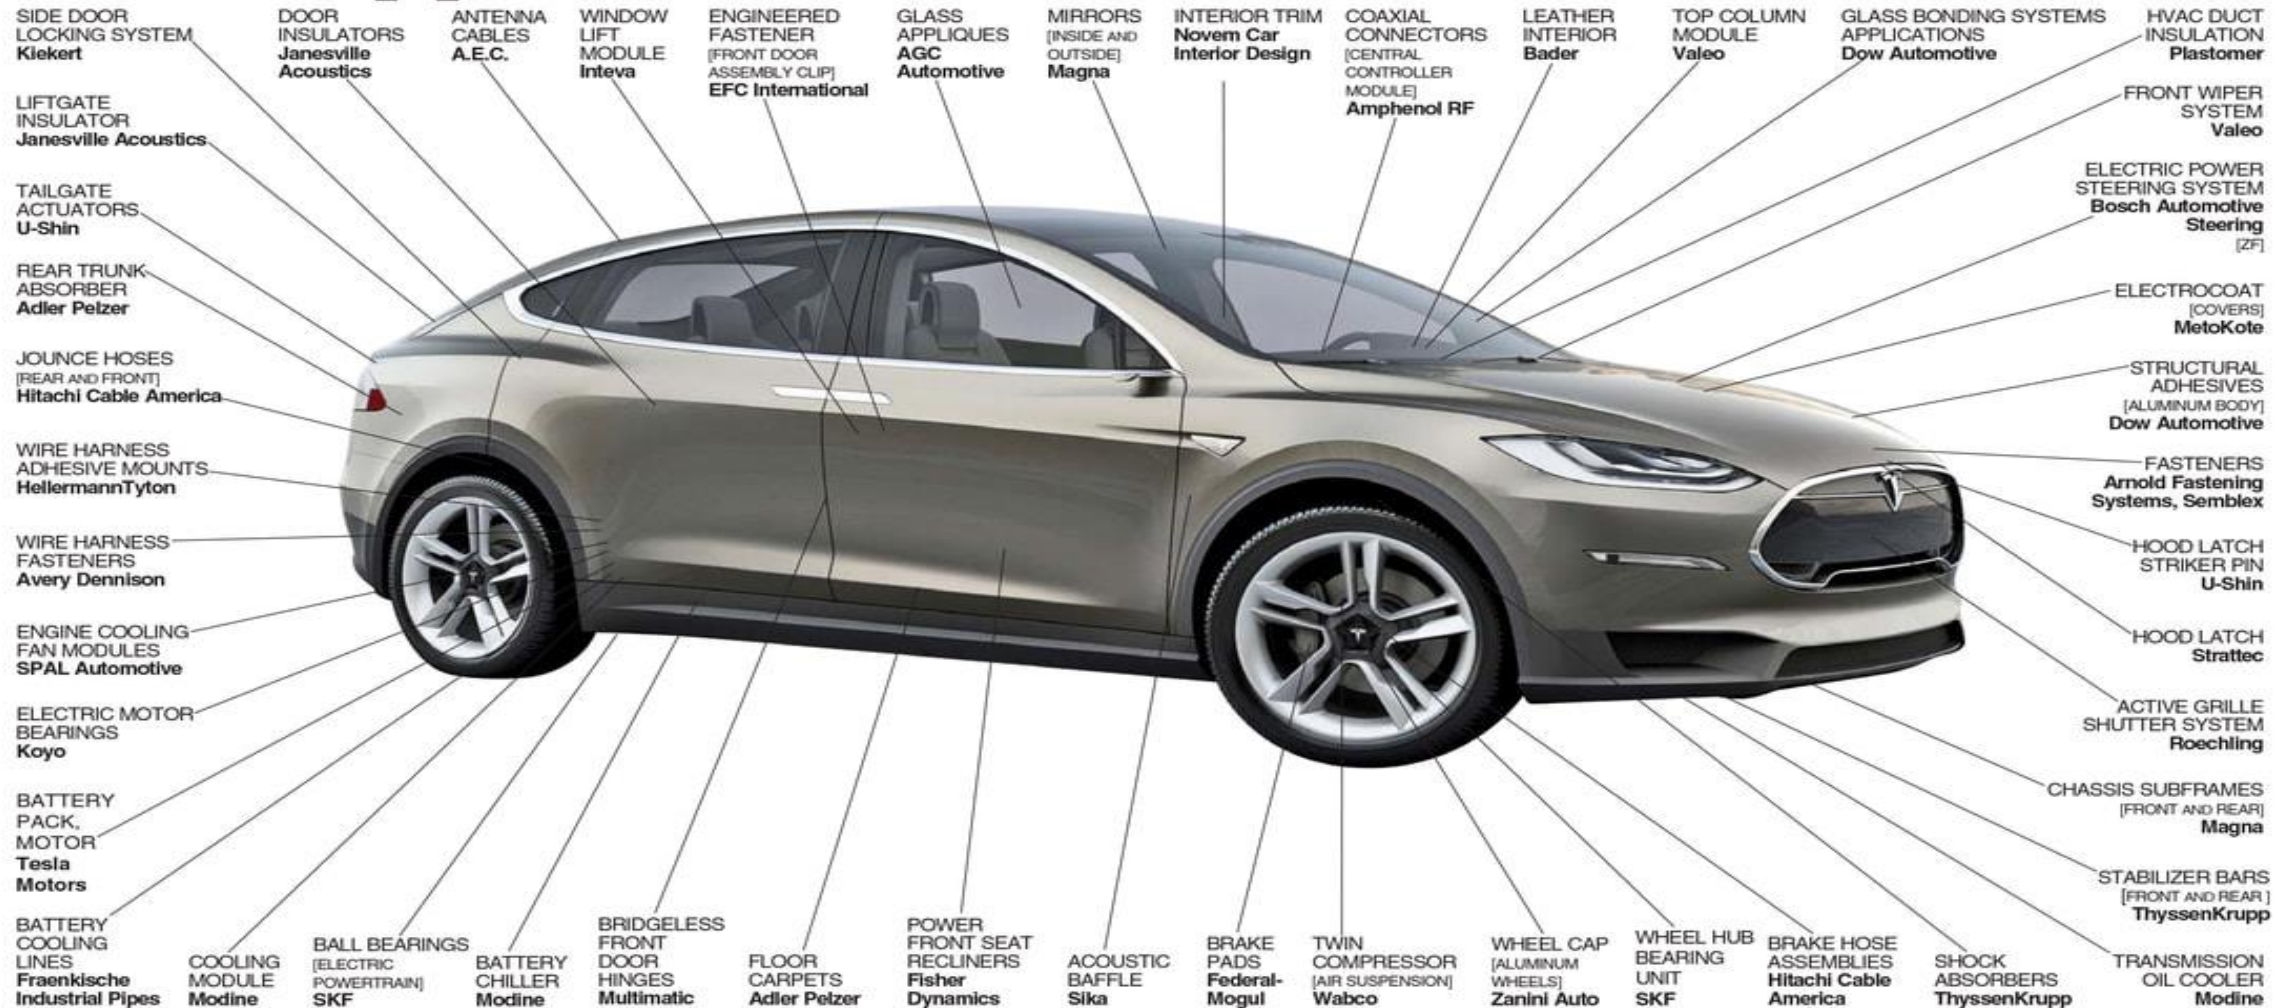 SIDE DOOR
LOCKING SYSTEM
Kiekert
DOOR
INSULATORS
Janesville
Acoustics
ANTENNA
CABLES
A.E.C.
WINDOW
LIFT
MODULE
Inteva
ENGINEERED
FASTENER
[FRONT DOOR
ASSEMBLY CLIP]
EFC International
GLASS
APPLIQUES
AGC
Automotive
MIRRORS
[INSIDE AND
OUTSIDE]
Magna
INTERIOR TRIM
Novem Car
Interior Design
COAXIAL
CONNECTORS
[CENTRAL
CONTROLLER
MODULE]
Amphenol RF
LEATHER
INTERIOR
Bader
TOP COLUMN
MODULE
Valeo
GLASS BONDING SYSTEMS
APPLICATIONS
Dow Automotive
HVAC DUCT
INSULATION
Plastomer
LIFTGATE
INSULATOR
Janesville Acoustics
TAILGATE
ACTUATORS
U-Shin
REAR TRUNK
ABSORBER
Adler Pelzer
JOUNCE HOSES
[REAR AND FRONT]
Hitachi Cable America
WIRE HARNESS
ADHESIVE MOUNTS
HellermannTyton
WIRE HARNESS
FASTENERS
Avery Dennison
ENGINE COOLING
FAN MODULES
SPAL Automotive
ELECTRIC MOTOR
BEARINGS
Koyo
BATTERY
PACK,
MOTOR
Tesla
Motors
BATTERY
COOLING
LINES
Fraenkische
Industrial Pipes
FRONT WIPER
SYSTEM
Valeo
ELECTRIC POWER
STEERING SYSTEM
Bosch Automotive
Steering
[ZF]
ELECTROCOAT
[COVERS]
MetoKote
STRUCTURAL
ADHESIVES
[ALUMINUM BODY]
Dow Automotive
FASTENERS
Arnold Fastening
Systems, Semblex
HOOD LATCH
STRIKER PIN
U-Shin
HOOD LATCH
Strattec
ACTIVE GRILLE
SHUTTER SYSTEM
Roechling
CHASSIS SUBFRAMES
[FRONT AND REAR]
Magna
STABILIZER BARS
[FRONT AND REAR ]
ThyssenKrupp
COOLING
MODULE
Modine
BALL BEARINGS
[ELECTRIC
POWERTRAIN]
SKF
BATTERY
CHILLER
Modine
BRIDGELESS
FRONT
DOOR
HINGES
Multimatic
FLOOR
CARPETS
Adler Pelzer
POWER
FRONT SEAT
RECLINERS
Fisher
Dynamics
ACOUSTIC
BAFFLE
Sika
BRAKE
PADS
Federal-
Mogul
TWIN
COMPRESSOR
[AIR SUSPENSION]
Wabco
WHEEL CAP
[ALUMINUM
WHEELS]
Zanini Auto
WHEEL HUB
BEARING
UNIT
SKF
BRAKE HOSE
ASSEMBLIES
Hitachi Cable
America
SHOCK
ABSORBERS
ThyssenKrupp
TRANSMISSION
OIL COOLER
Modine